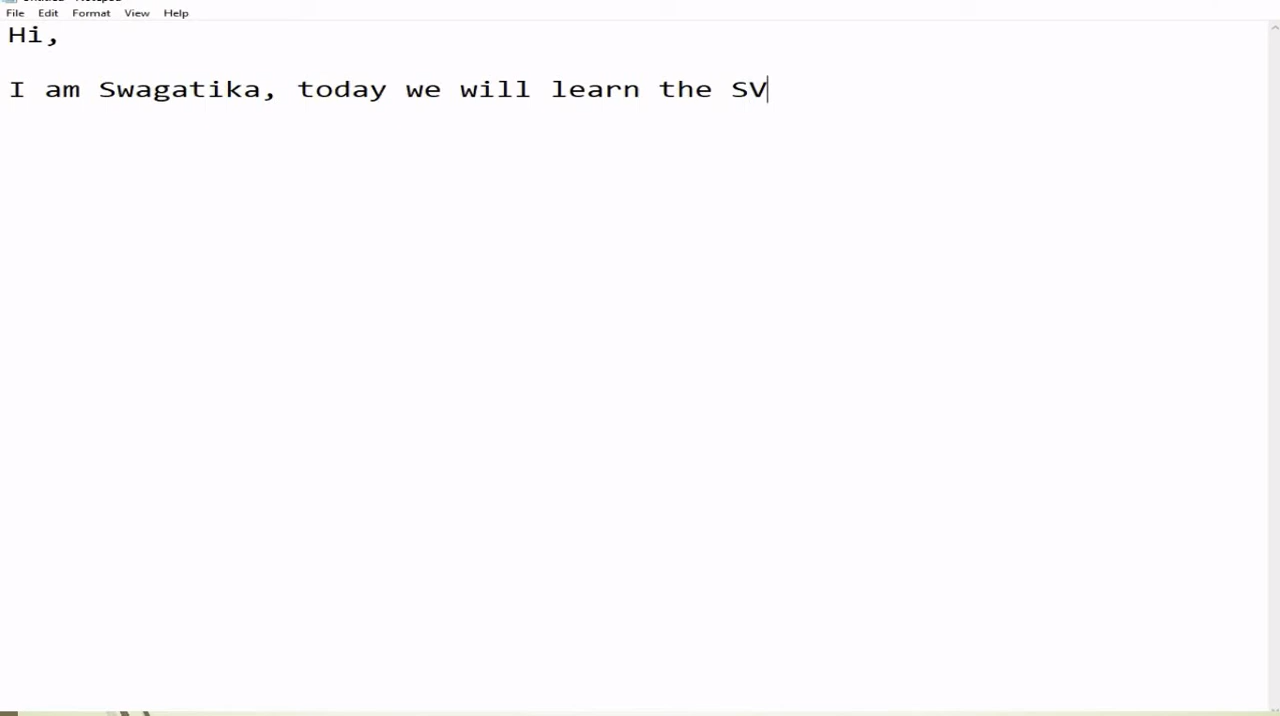 File Edit Format View Help
Hi,
I am Swagatika, today we will learn the SV